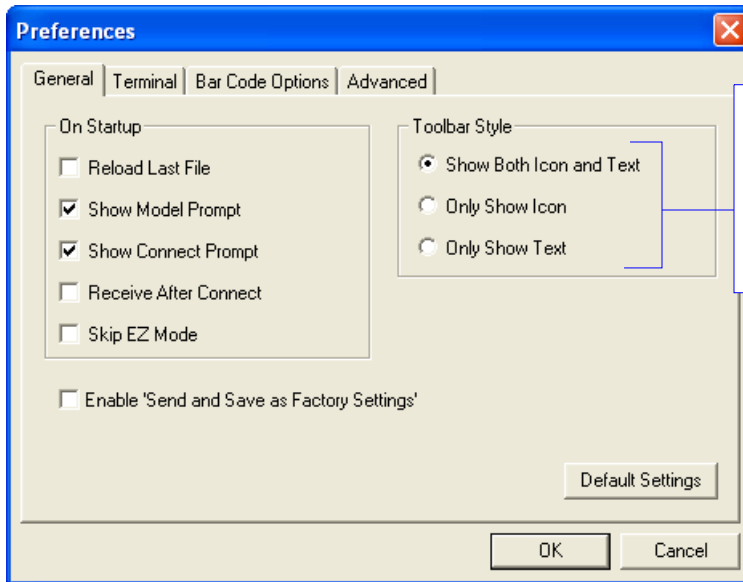 Preferences
General Terminal Bar Code Options Advanced
On Startup
Reload Last File
Show Model Prompt
Show Connect Prompt
Receive After Connect
Skip EZ Mode
Toolbar Style
Show Both Icon and Text
Only Show Icon
Only Show Text
Enable 'Send and Save as Factory Settings'
Default Settings
OK Cancel